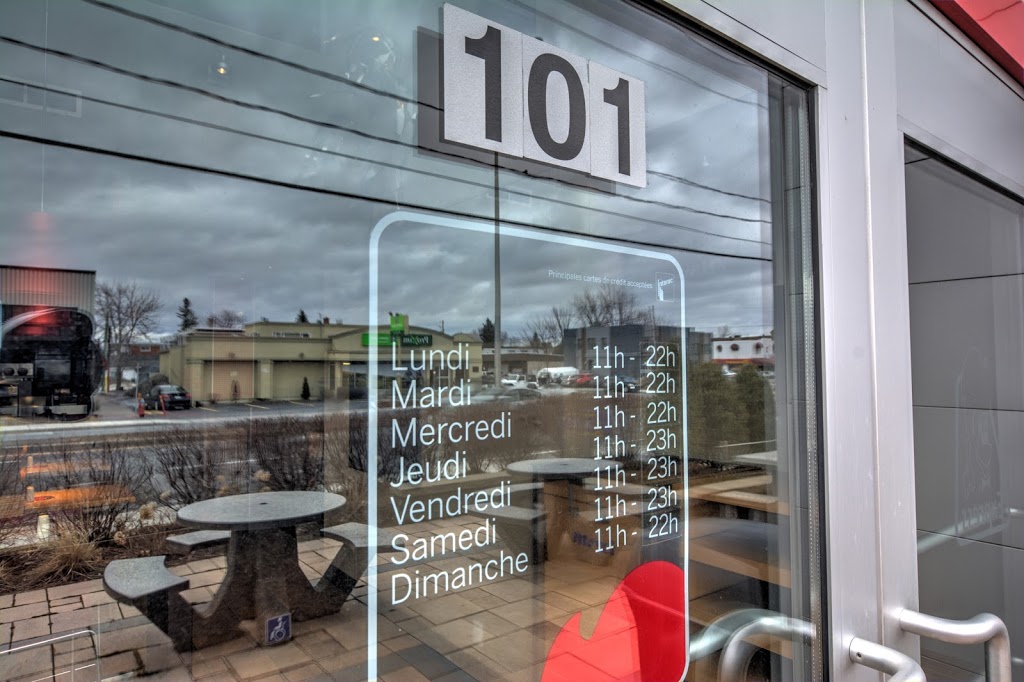 101
Principales cartes de crédit acceptées
Interac
Lundi 11h - 22h
Mardi 11h - 22h
Mercredi 11h - 22h
Jeudi 11h - 23h
Vendredi 11h - 23h
Samedi 11h - 23h
Dimanche 11h - 22h